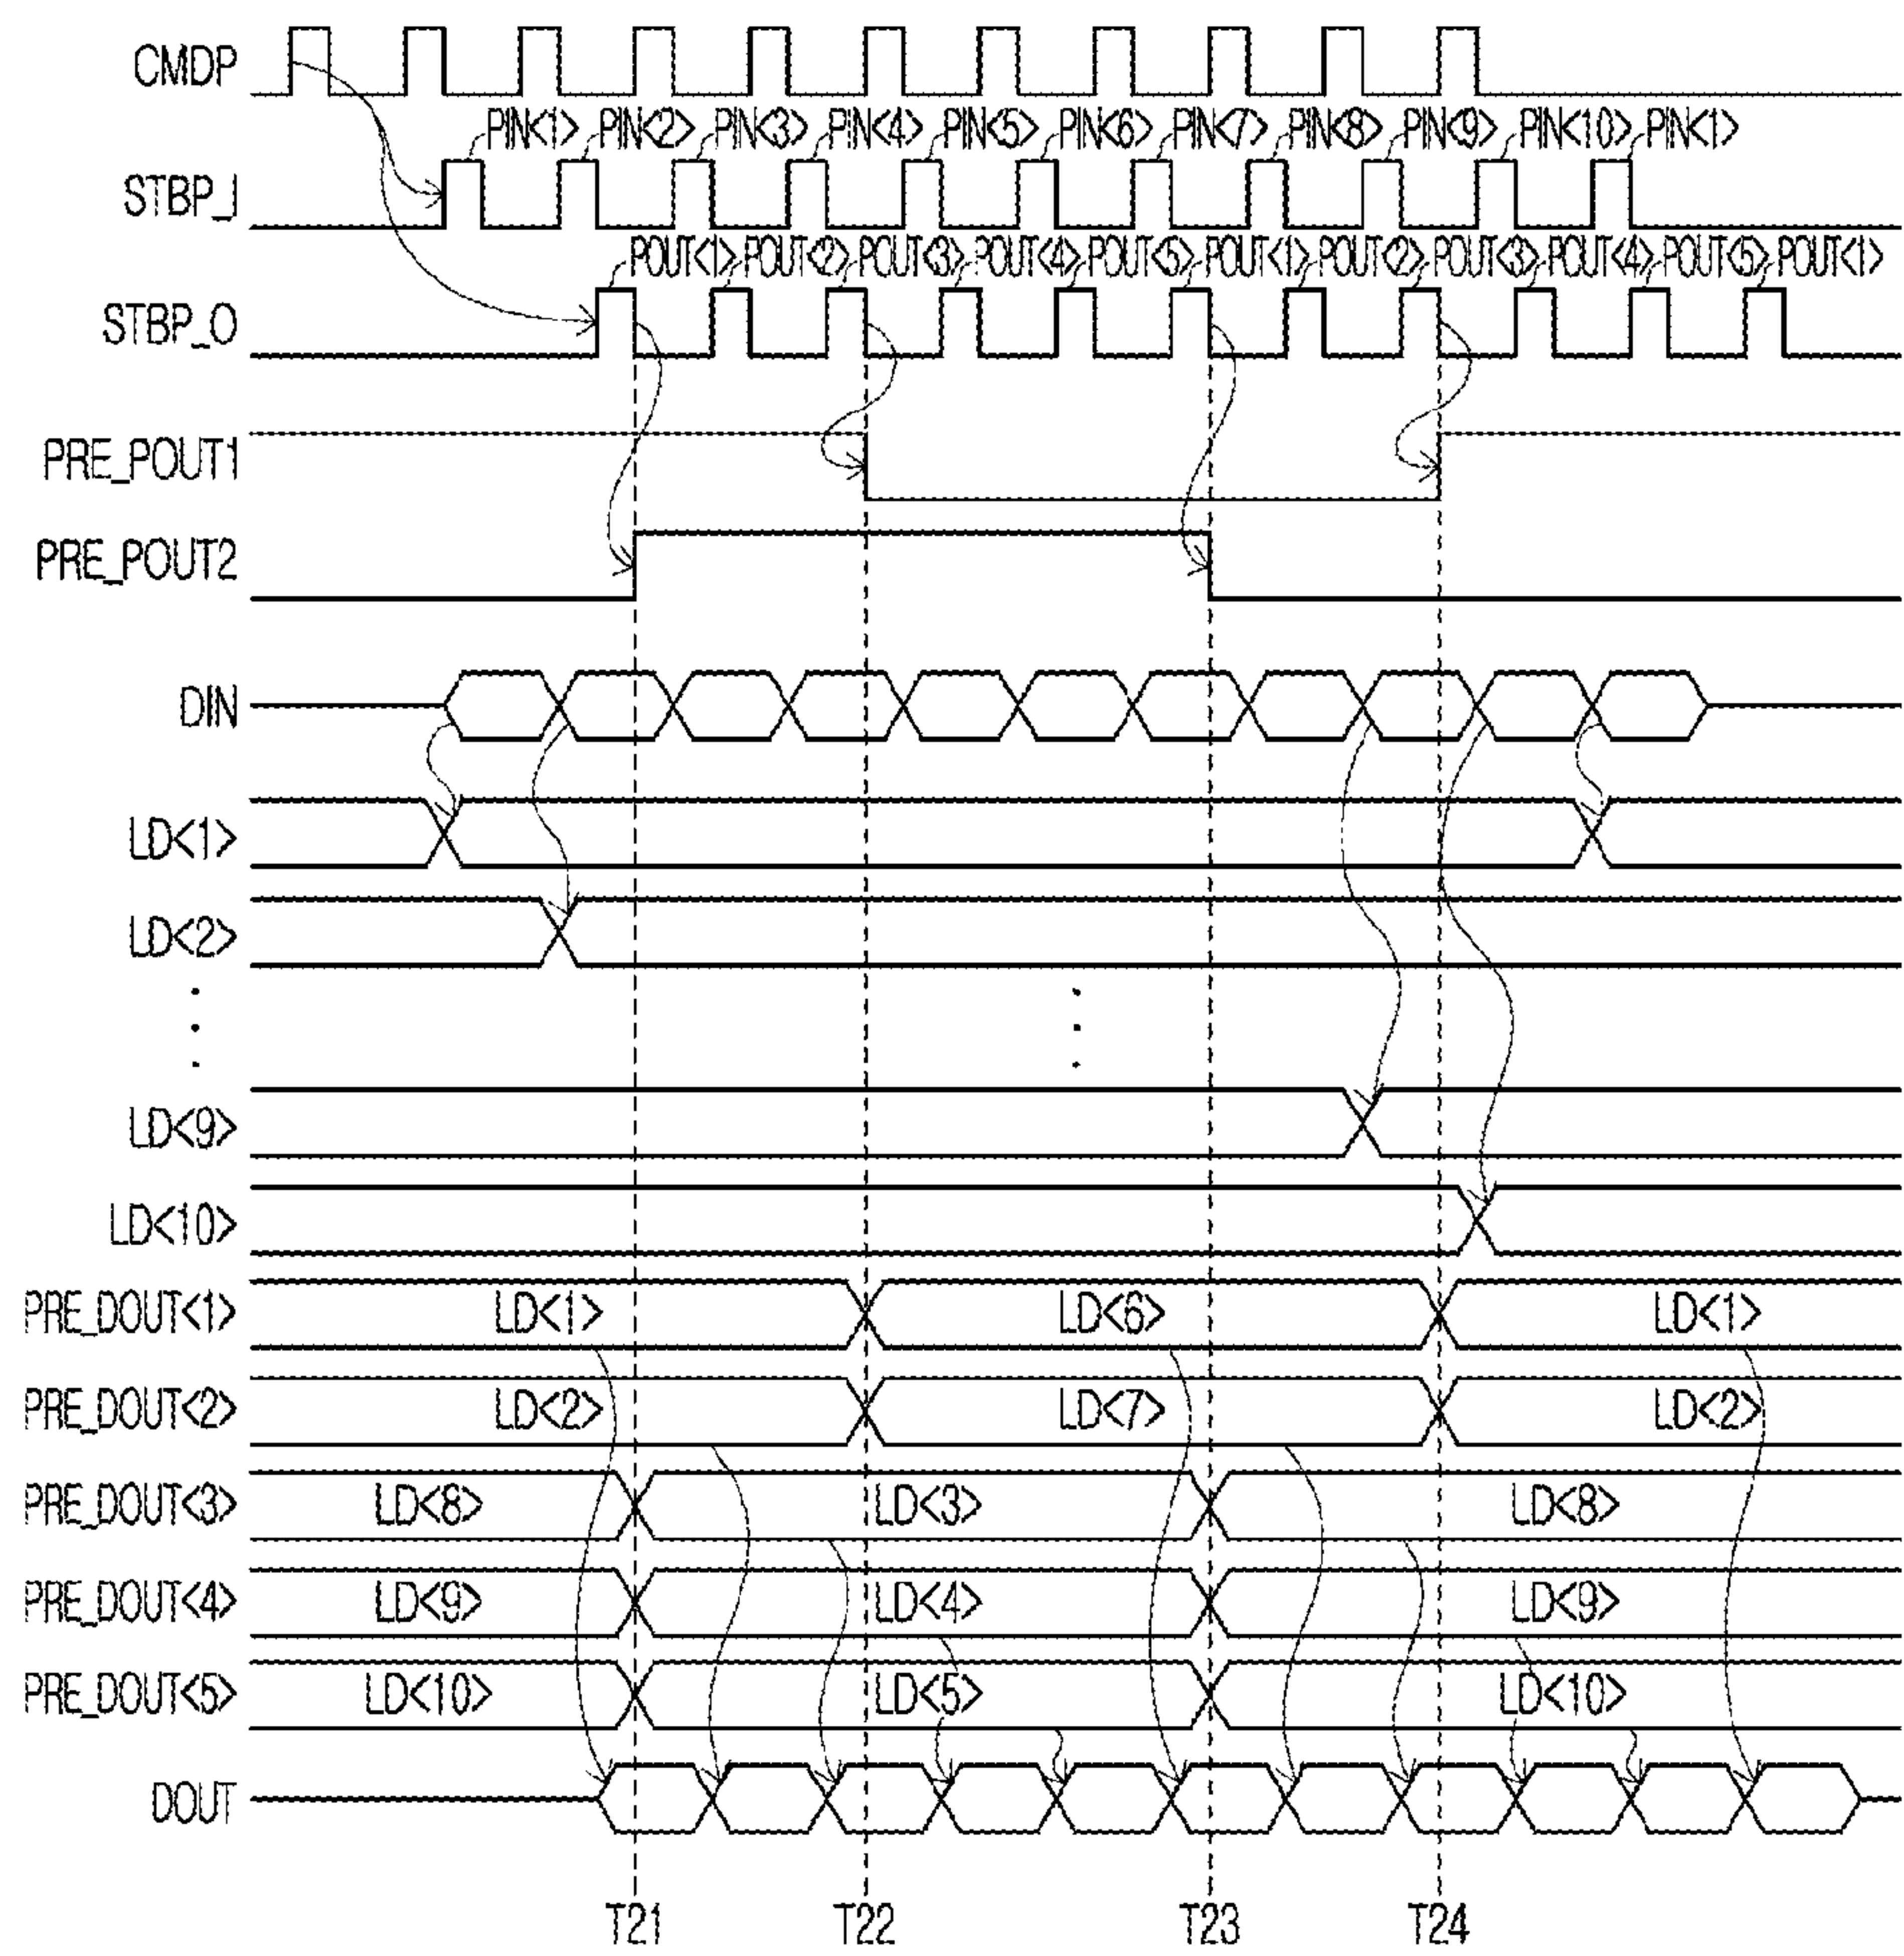 CMDP
PIN<1> PIN<2> PIN<3> PIN<4> PIN<5> PIN<6> PIN<7> PIN<8> PIN<9> PIN<10> PIN<1>
STBP_I
POUT<1> POUT<2> POUT<3> POUT<4> POUT<5> POUT<1> POUT<2> POUT<3> POUT<4> POUT<5> POUT<1>
STBP_O
PRE_POUT1
PRE_POUT2
DIN
LD<1>
LD<2>
LD<9>
LD<10>
PRE_DOUT<1> LD<1> LD<6> LD<1>
PRE_DOUT<2> LD<2> LD<7> LD<2>
PRE_DOUT<3> LD<8> LD<3> LD<8>
PRE_DOUT<4> LD<9> LD<4> LD<9>
PRE_DOUT<5> LD<10> LD<5> LD<10>
DOUT
T21 T22 T23 T24